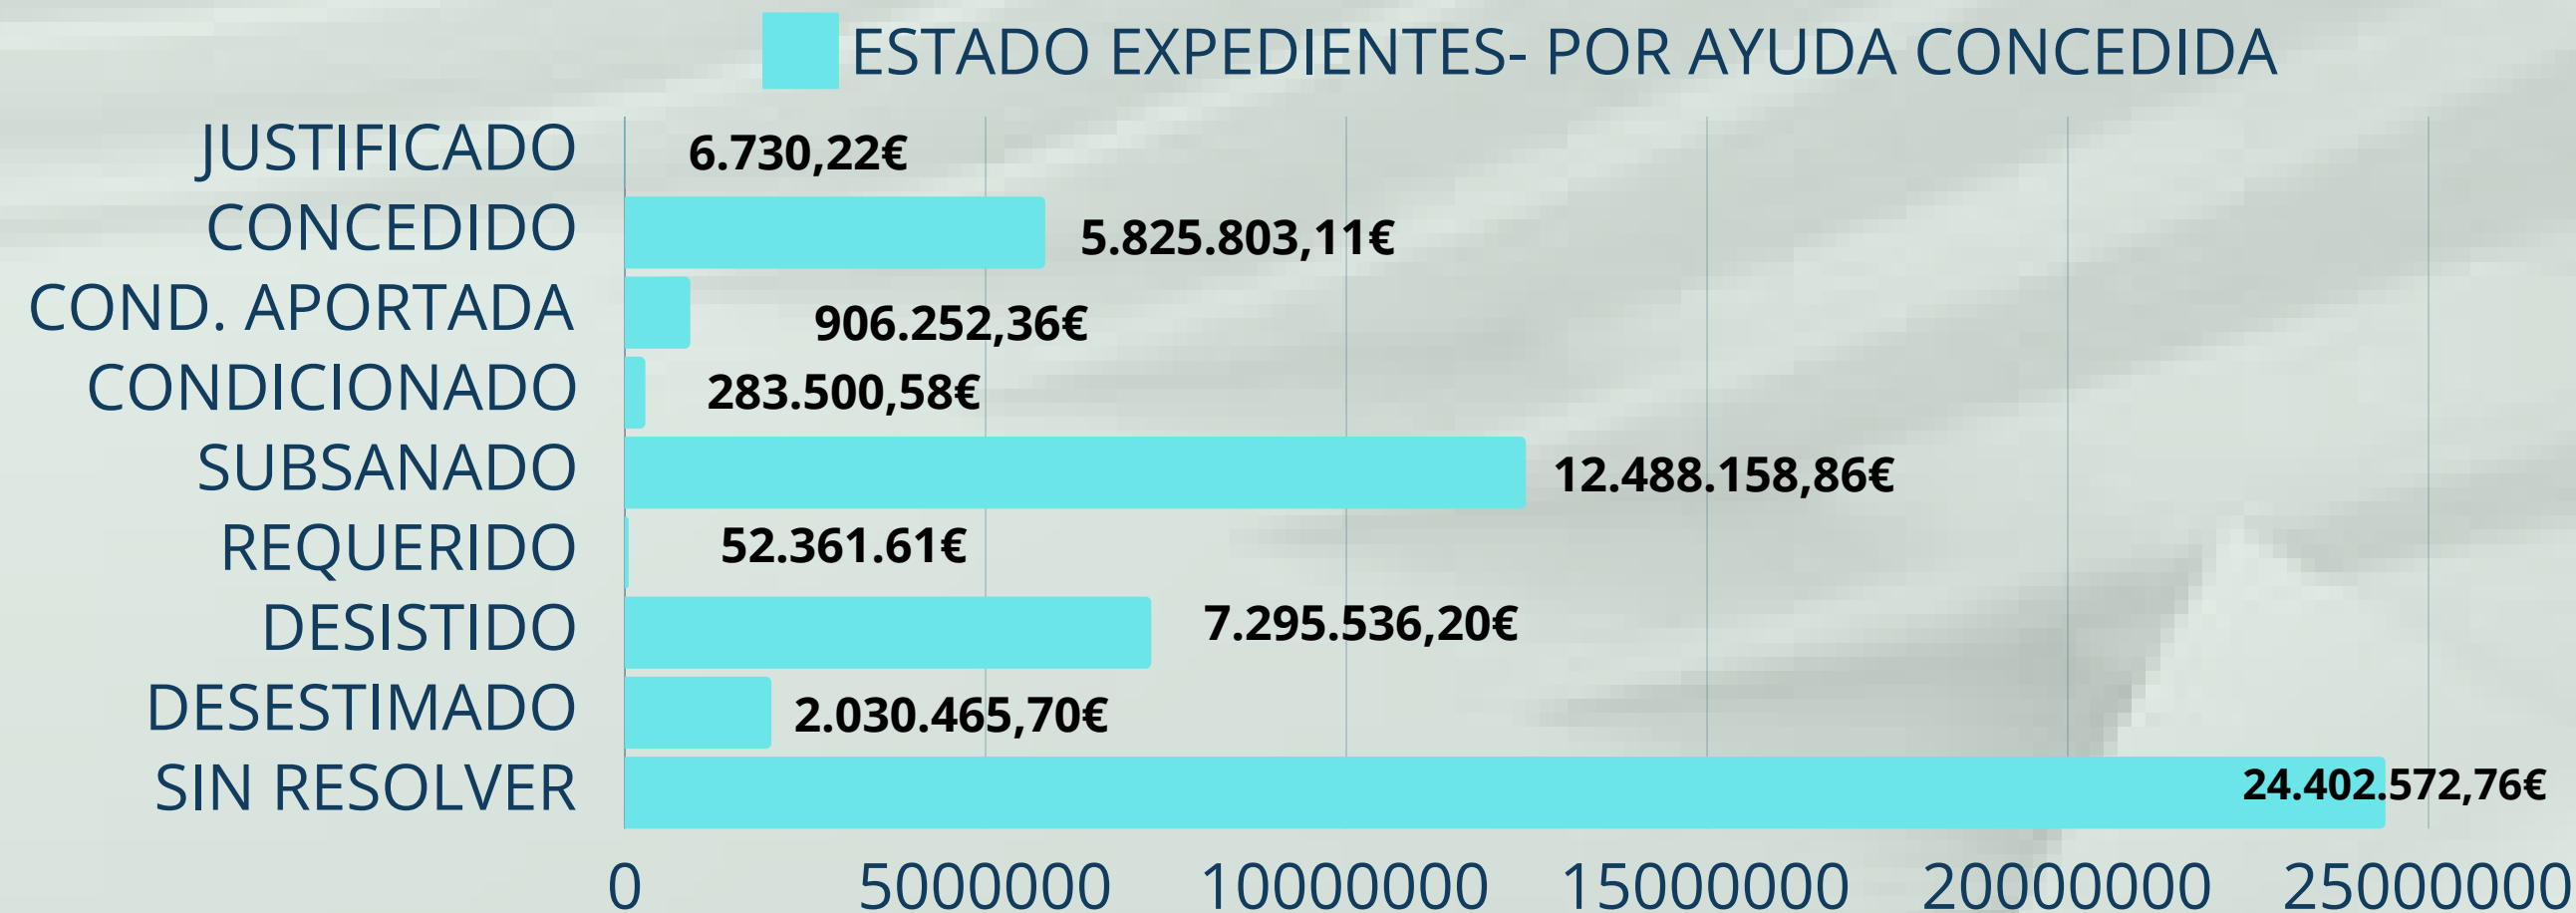 ESTADO EXPEDIENTES- POR AYUDA CONCEDIDA
JUSTIFICADO 6.730,22€
CONCEDIDO 5.825.803,11€
COND. APORTADA 906.252,36€
CONDICIONADO 283.500,58€
SUBSANADO 12.488.158,86€
REQUERIDO 52.361.61€
DESISTIDO 7.295.536,20€
DESESTIMADO 2.030.465,70€
SIN RESOLVER 24.402.572,76€
0 5000000 10000000 15000000 20000000 25000000